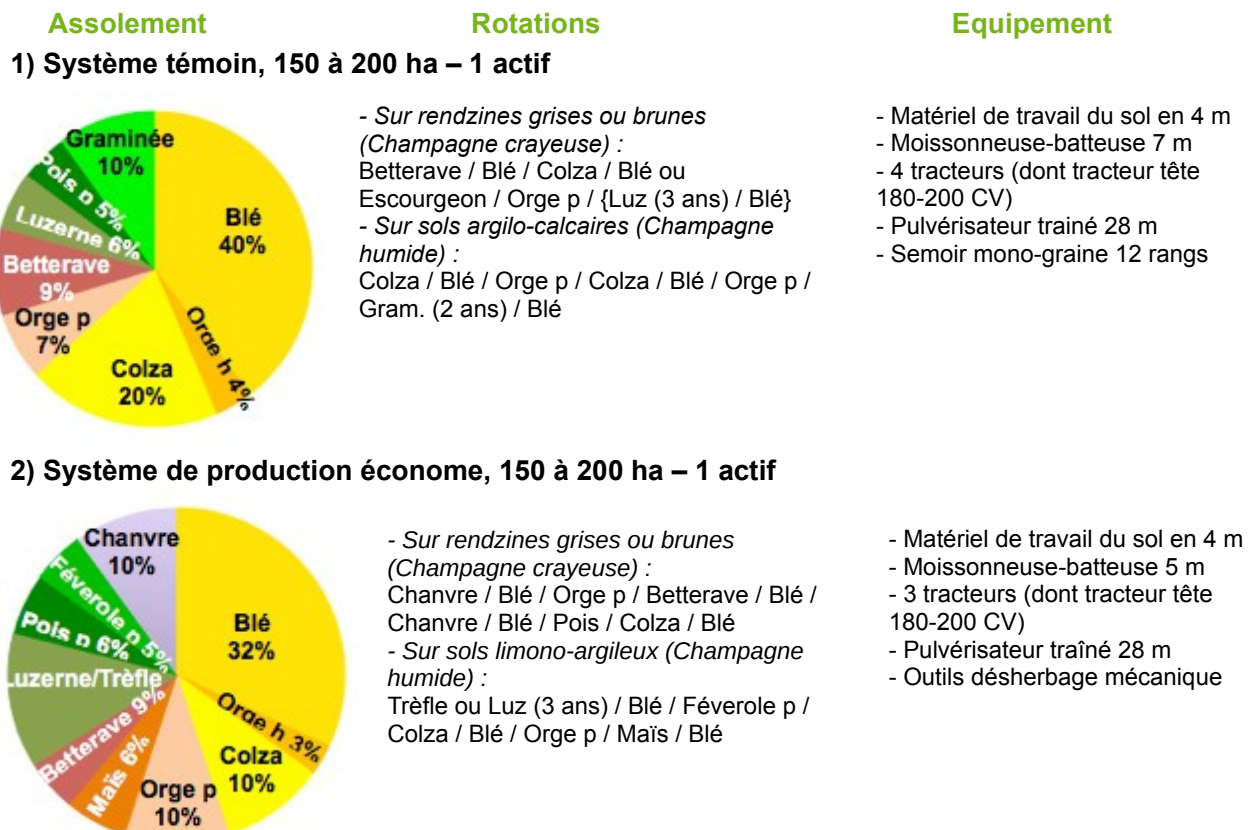 Assolement Rotations Equipement
1) Système témoin, 150 à 200 ha – 1 actif
Graminée
10%
Pois p 5%
Luzerne 6%
Betterave
9%
Orge p
7%
Colza
20%
Orge h 4%
Blé
40%
- Sur rendzines grises ou brunes
(Champagne crayeuse) :
Betterave / Blé / Colza / Blé ou
Escourgeon / Orge p / {Luz (3 ans) / Blé}
- Sur sols argilo-calcaires (Champagne
humide) :
Colza / Blé / Orge p / Colza / Blé / Orge p /
Gram. (2 ans) / Blé
- Matériel de travail du sol en 4 m
- Moissonneuse-batteuse 7 m
- 4 tracteurs (dont tracteur tête
180-200 CV)
- Pulvérisateur trainé 28 m
- Semoir mono-graine 12 rangs
2) Système de production économe, 150 à 200 ha – 1 actif
Chanvre
10%
Féverole p 5%
Pois p 6%
uzerne/Trèfle
Betterave 9%
Maïs 6%
Orge p
10%
Colza
10%
Orge h 3%
Blé
32%
- Sur rendzines grises ou brunes
(Champagne crayeuse) :
Chanvre / Blé / Orge p / Betterave / Blé /
Chanvre / Blé / Pois / Colza / Blé
- Sur sols limono-argileux (Champagne
humide) :
Trèfle ou Luz (3 ans) / Blé / Féverole p /
Colza / Blé / Orge p / Maïs / Blé
- Matériel de travail du sol en 4 m
- Moissonneuse-batteuse 5 m
- 3 tracteurs (dont tracteur tête
180-200 CV)
- Pulvérisateur traîné 28 m
- Outils désherbage mécanique